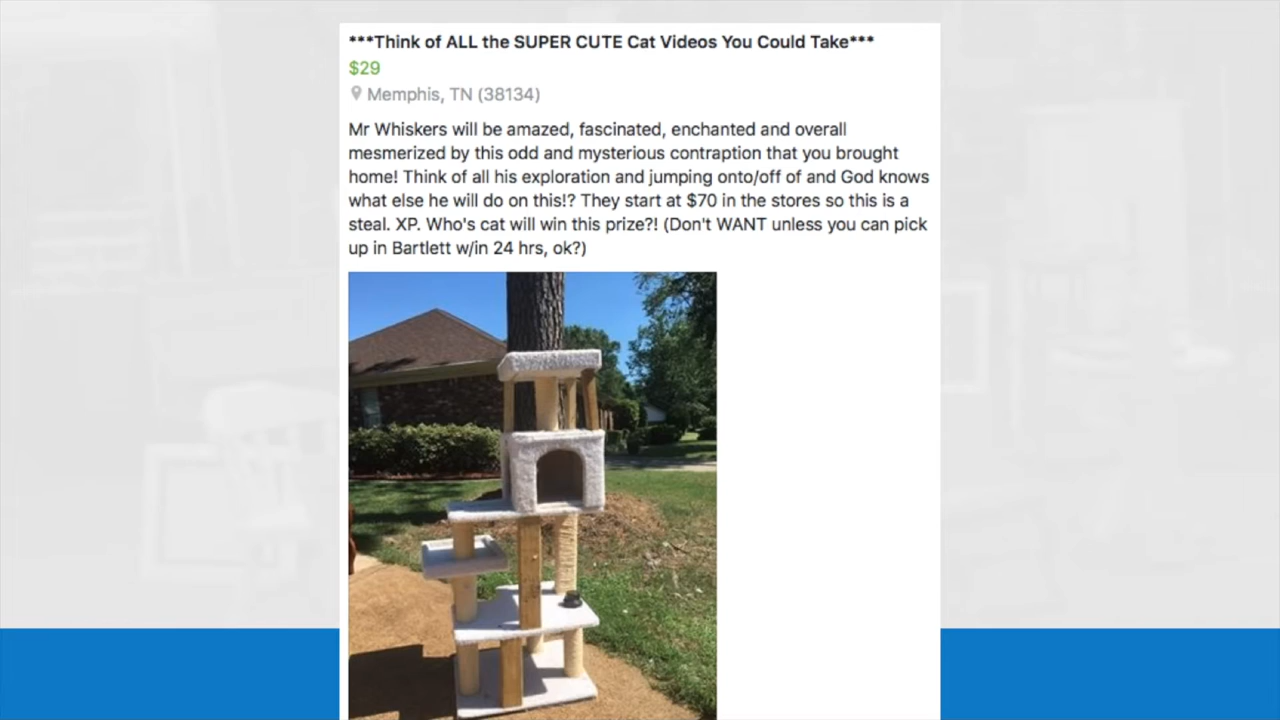 ***Think of ALL the SUPER CUTE Cat Videos You Could Take***
$29
Memphis, TN (38134)
Mr Whiskers will be amazed, fascinated, enchanted and overall
mesmerized by this odd and mysterious contraption that you brought
home! Think of all his exploration and jumping onto/off of and God knows
what else he will do on this!? They start at $70 in the stores so this is a
steal. XP. Who's cat will win this prize?! (Don't WANT unless you can pick
up in Bartlett w/in 24 hrs, ok?)